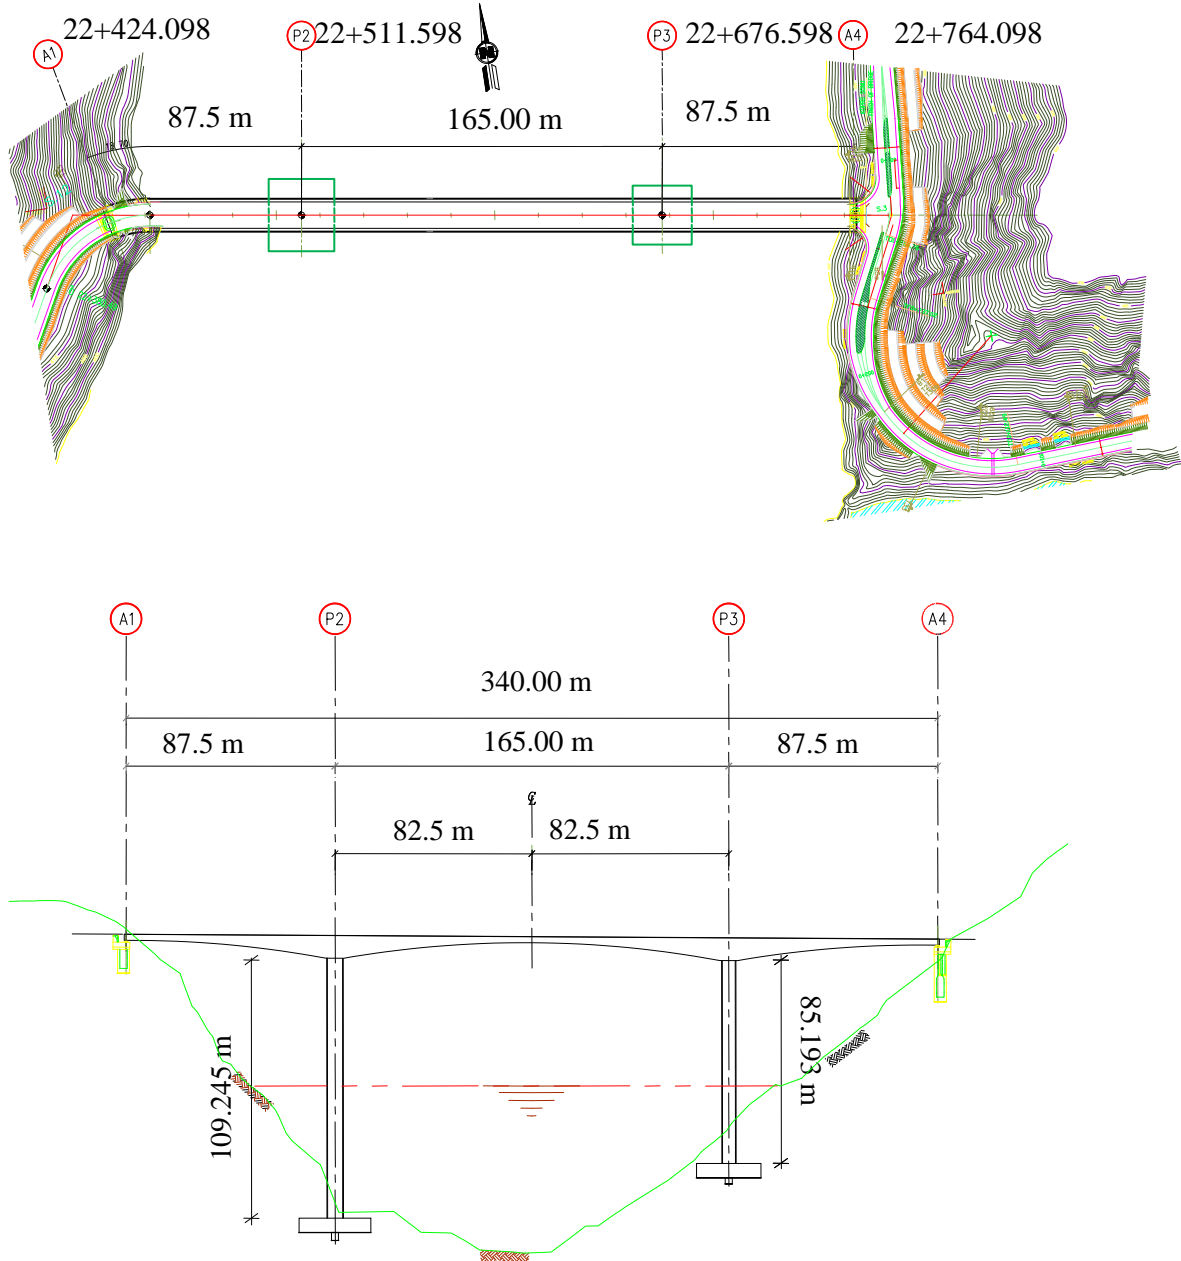 A1 22+424.098 P2 22+511.598 P3 22+676.598 A4 22+764.098
N
87.5 m 165.00 m 87.5 m
5.3
A1 P2 P3 A4
340.00 m
87.5 m 165.00 m 87.5 m
℄
82.5 m 82.5 m
109.245 m
85.193 m